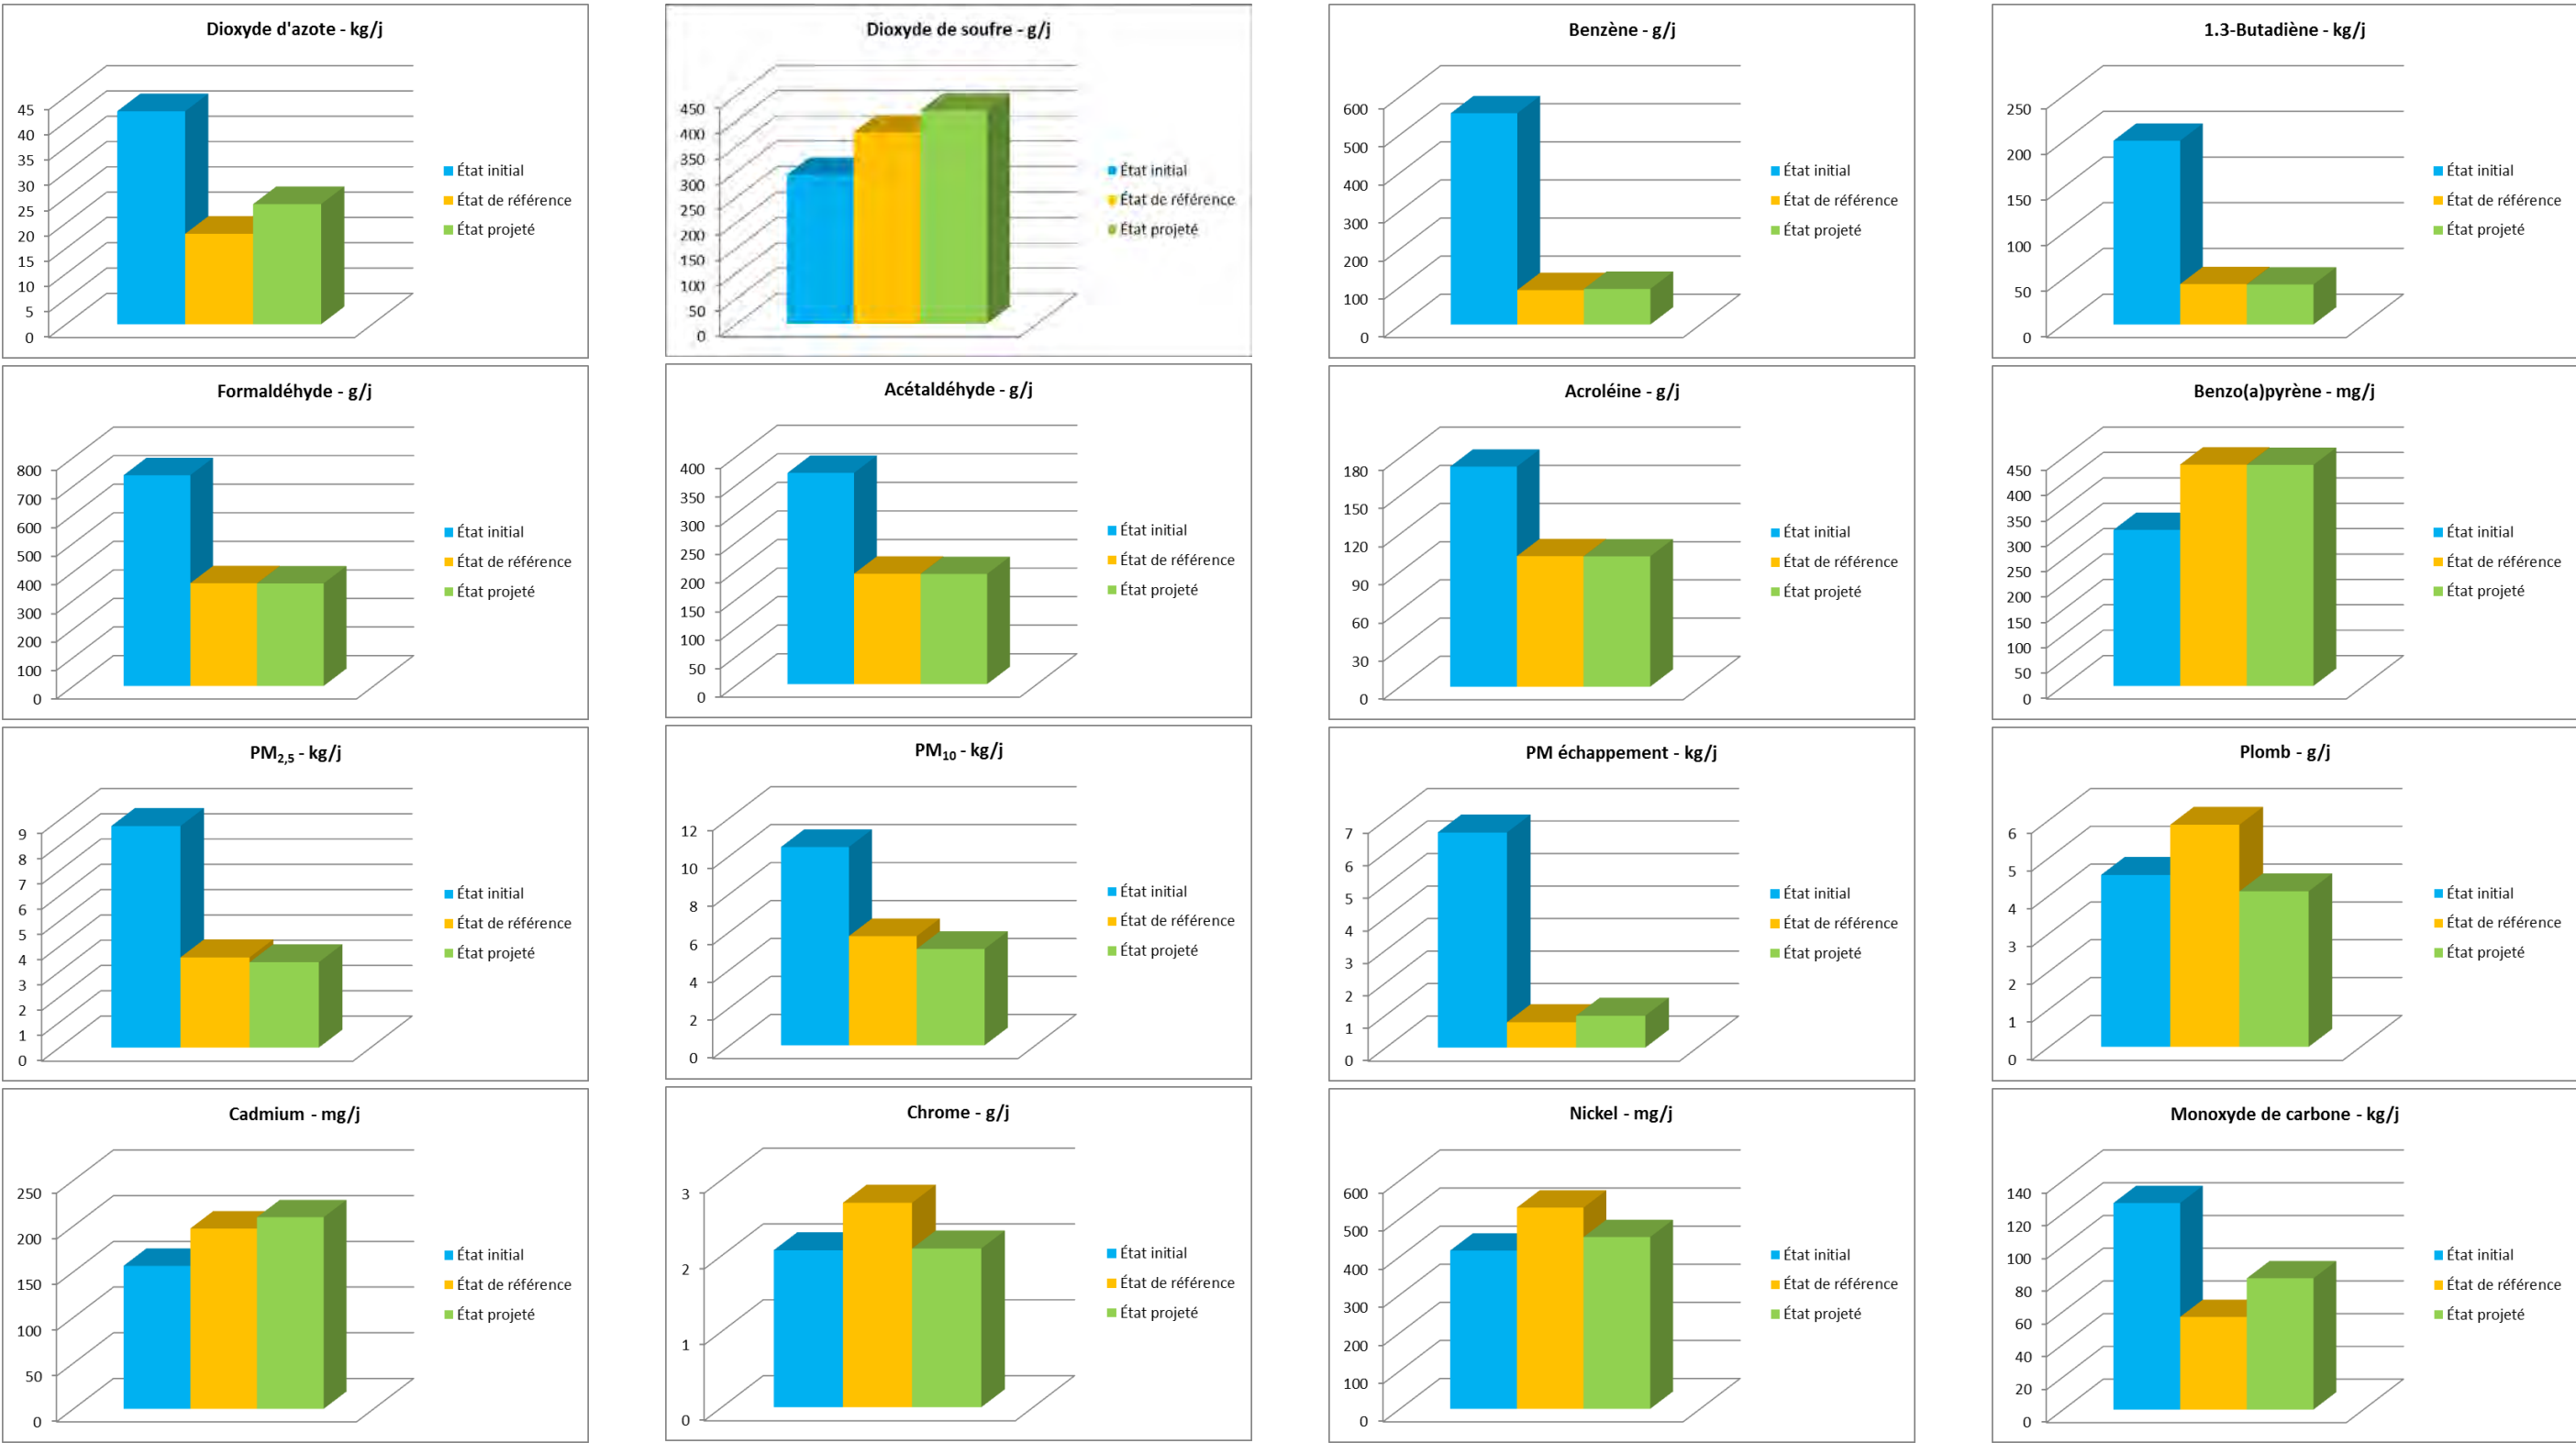 Dioxyde d'azote - kg/j
45
40
35
30
25
20
15
10
5
0
État initial
État de référence
État projeté
Dioxyde de soufre - g/j
450
400
350
300
250
200
150
100
50
0
État initial
État de référence
État projeté
Benzène - g/j
600
500
400
300
200
100
0
État initial
État de référence
État projeté
1.3-Butadiène - kg/j
250
200
150
100
50
0
État initial
État de référence
État projeté
Formaldéhyde - g/j
800
700
600
500
400
300
200
100
0
État initial
État de référence
État projeté
Acétaldéhyde - g/j
400
350
300
250
200
150
100
50
0
État initial
État de référence
État projeté
Acroléine - g/j
180
150
120
90
60
30
0
État initial
État de référence
État projeté
Benzo(a)pyrène - mg/j
450
400
350
300
250
200
150
100
50
0
État initial
État de référence
État projeté
PM2,5 - kg/j
9
8
7
6
5
4
3
2
1
0
État initial
État de référence
État projeté
PM10 - kg/j
12
10
8
6
4
2
0
État initial
État de référence
État projeté
PM échappement - kg/j
7
6
5
4
3
2
1
0
État initial
État de référence
État projeté
Plomb - g/j
6
5
4
3
2
1
0
État initial
État de référence
État projeté
Cadmium - mg/j
250
200
150
100
50
0
État initial
État de référence
État projeté
Chrome - g/j
3
2
1
0
État initial
État de référence
État projeté
Nickel - mg/j
600
500
400
300
200
100
0
État initial
État de référence
État projeté
Monoxyde de carbone - kg/j
140
120
100
80
60
40
20
0
État initial
État de référence
État projeté